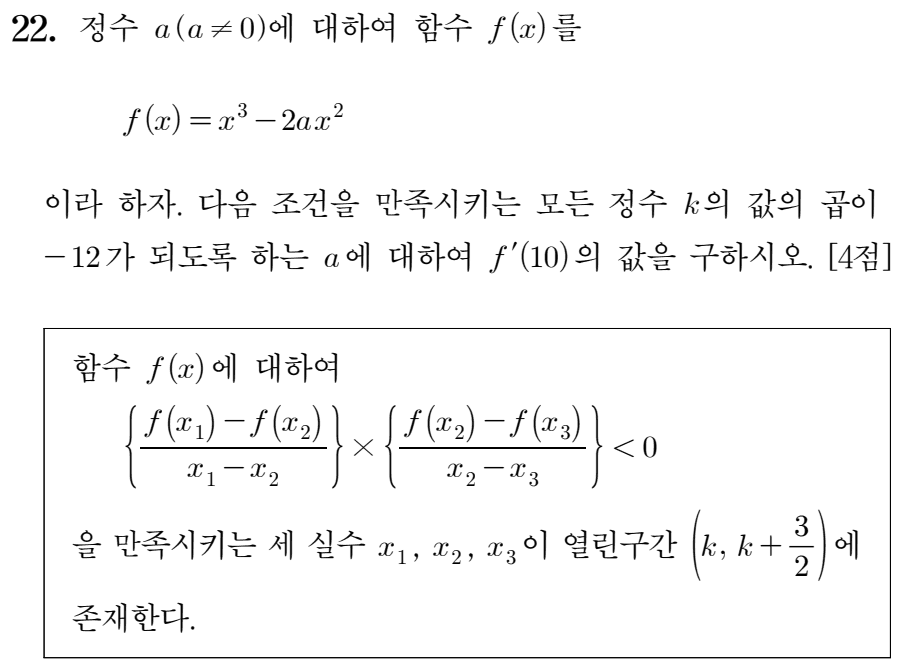 22. 정수 a(a≠0)에 대하여 함수 f(x)를
f(x)=x³-2ax²
이라 하자. 다음 조건을 만족시키는 모든 정수 k의 값의 곱이
-12가 되도록 하는 a에 대하여 f′(10)의 값을 구하시오. [4점]
함수 f(x)에 대하여
{(f(x₁)-f(x₂))/(x₁-x₂)}×{(f(x₂)-f(x₃))/(x₂-x₃)}<0
을 만족시키는 세 실수 x₁, x₂, x₃이 열린구간 (k, k+3/2)에
존재한다.